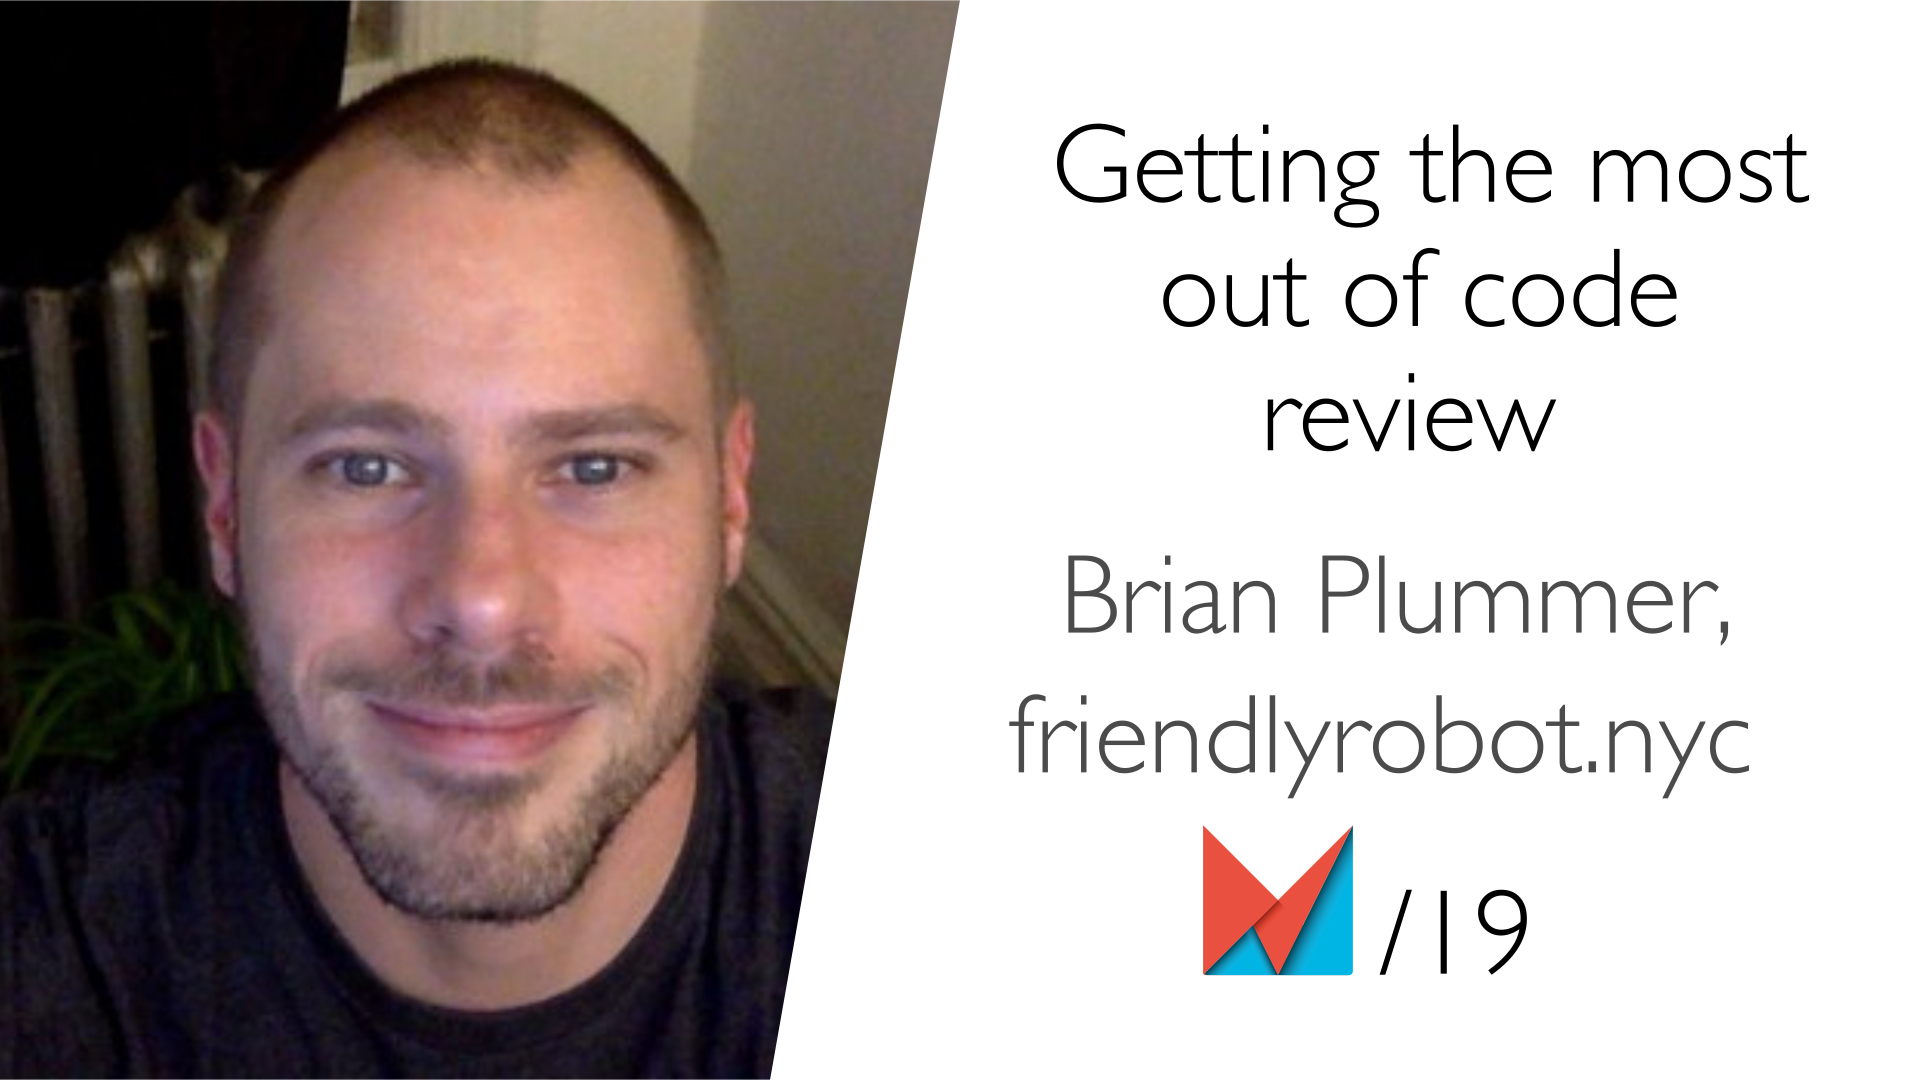 Getting the most
out of code
review
Brian Plummer,
friendlyrobot.nyc
/19